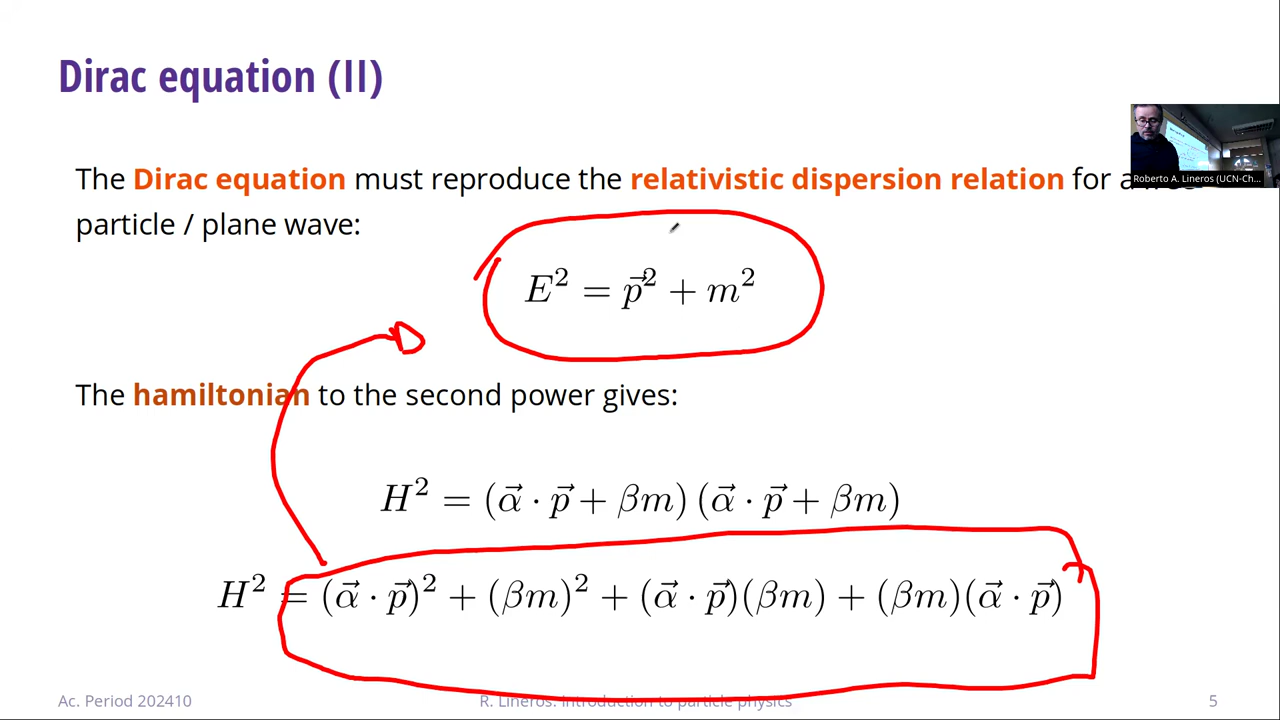 Dirac equation (II)
The Dirac equation must reproduce the relativistic dispersion relation for
particle / plane wave:
Roberto A. Lineros (UCN-Ch...
E² = p⃗² + m²
The hamiltonian to the second power gives:
H² = (α⃗ · p⃗ + βm) (α⃗ · p⃗ + βm)
H² = (α⃗ · p⃗)² + (βm)² + (α⃗ · p⃗)(βm) + (βm)(α⃗ · p⃗)
Ac. Period 202410
R. Lineros. Introduction to particle physics
5